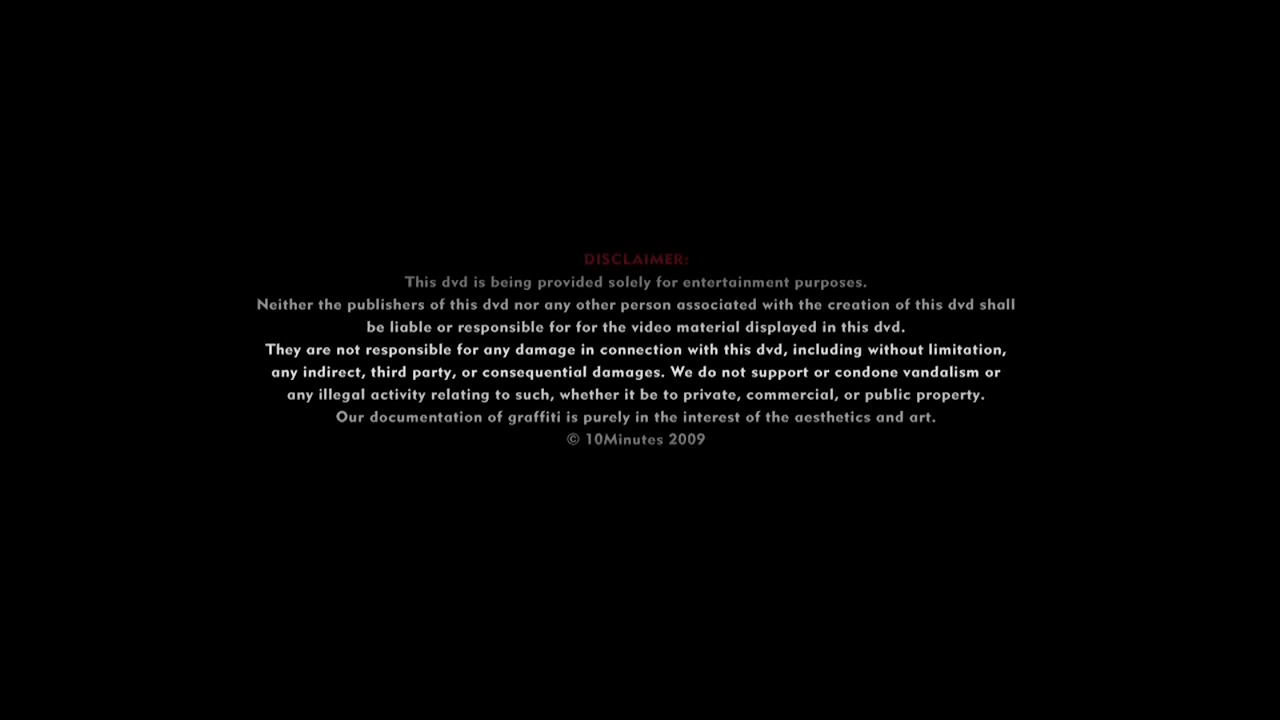 DISCLAIMER:
This dvd is being provided solely for entertainment purposes.
Neither the publishers of this dvd nor any other person associated with the creation of this dvd shall
be liable or responsible for for the video material displayed in this dvd.
They are not responsible for any damage in connection with this dvd, including without limitation,
any indirect, third party, or consequential damages. We do not support or condone vandalism or
any illegal activity relating to such, whether it be to private, commercial, or public property.
Our documentation of graffiti is purely in the interest of the aesthetics and art.
© 10Minutes 2009